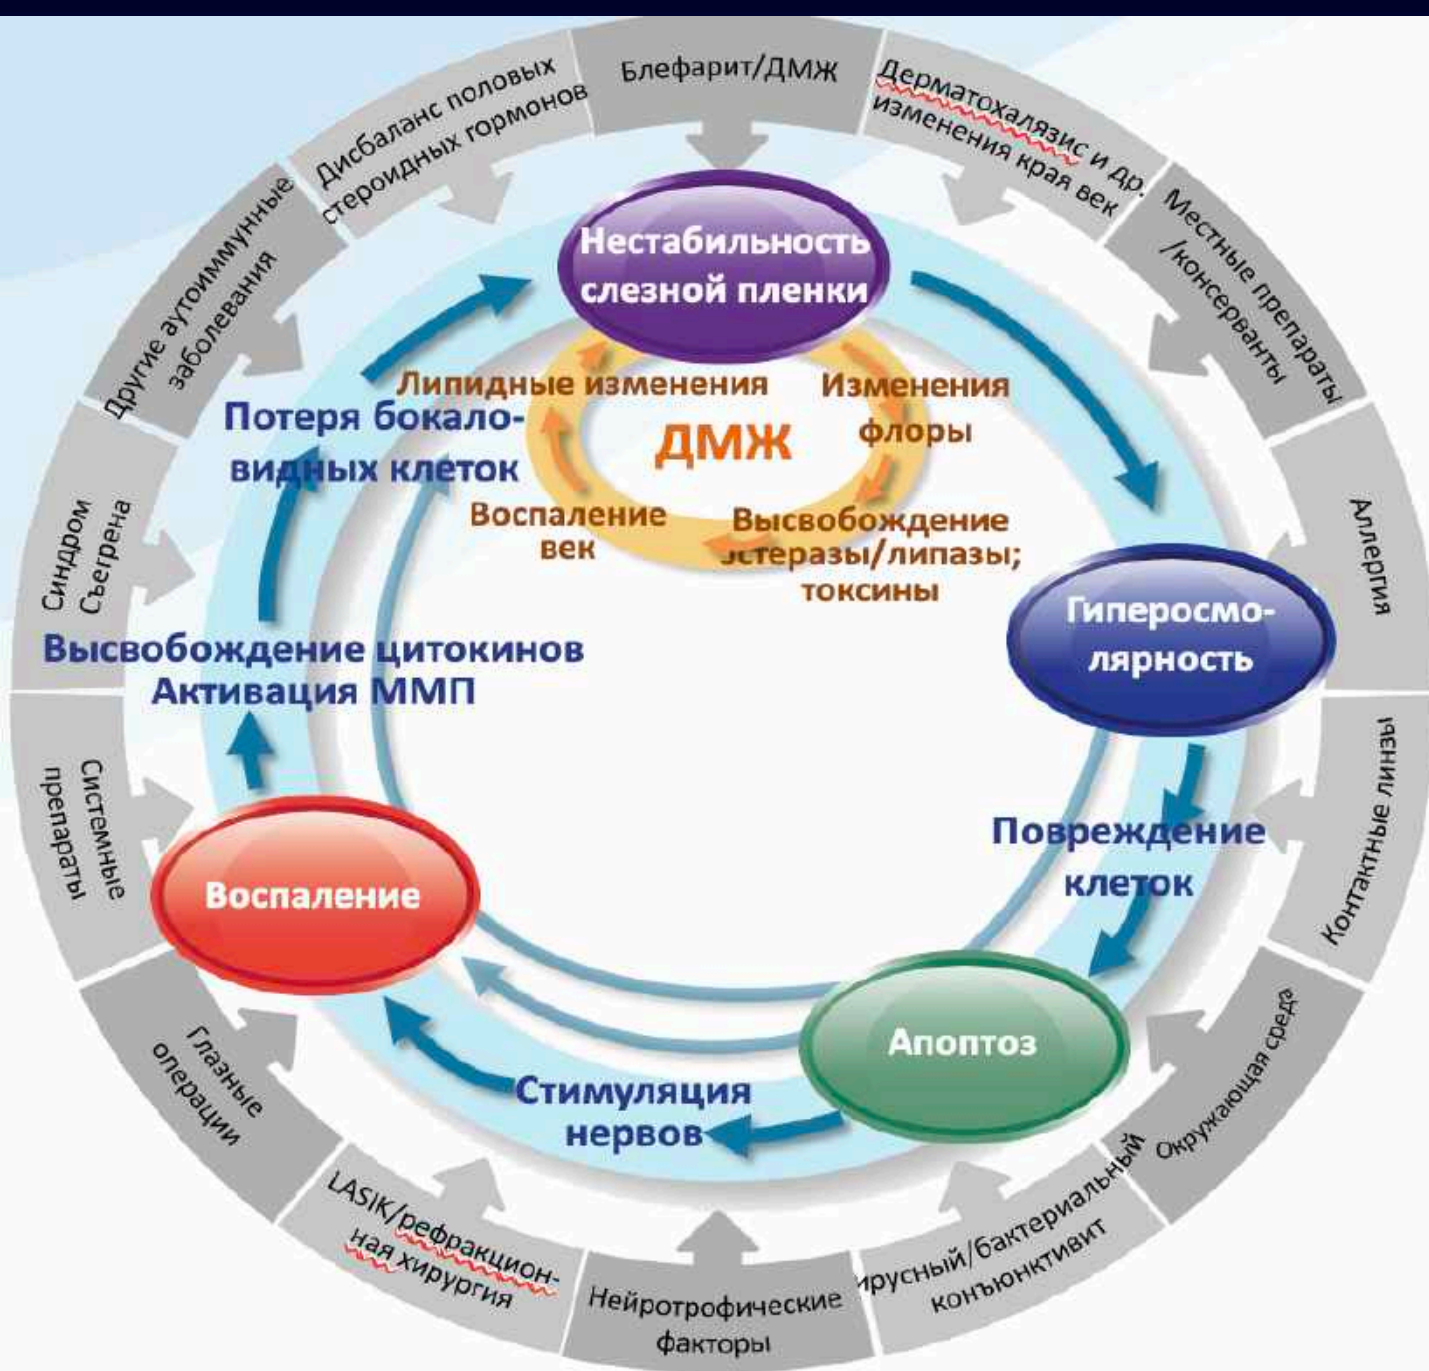 Блефарит/ДМЖ
Дерматохалязис и др.
изменения края век
Местные препараты
/консерванты
Аллергия
Контактные линзы
Окружающая среда
ирусный/бактериальный
конъюнктивит
Нейротрофические
факторы
LASIK/рефракцион-
ная хирургия
Глазные
операции
Системные
препараты
Синдром
Съегрена
Другие аутоиммунные
заболевания
Дисбаланс половых
стероидных гормонов
Нестабильность
слезной пленки
Липидные изменения
Изменения
флоры
ДМЖ
Воспаление
век
Высвобождение
эстеразы/липазы;
токсины
Потеря бокало-
видных клеток
Гиперосмо-
лярность
Высвобождение цитокинов
Активация ММП
Повреждение
клеток
Воспаление
Апоптоз
Стимуляция
нервов